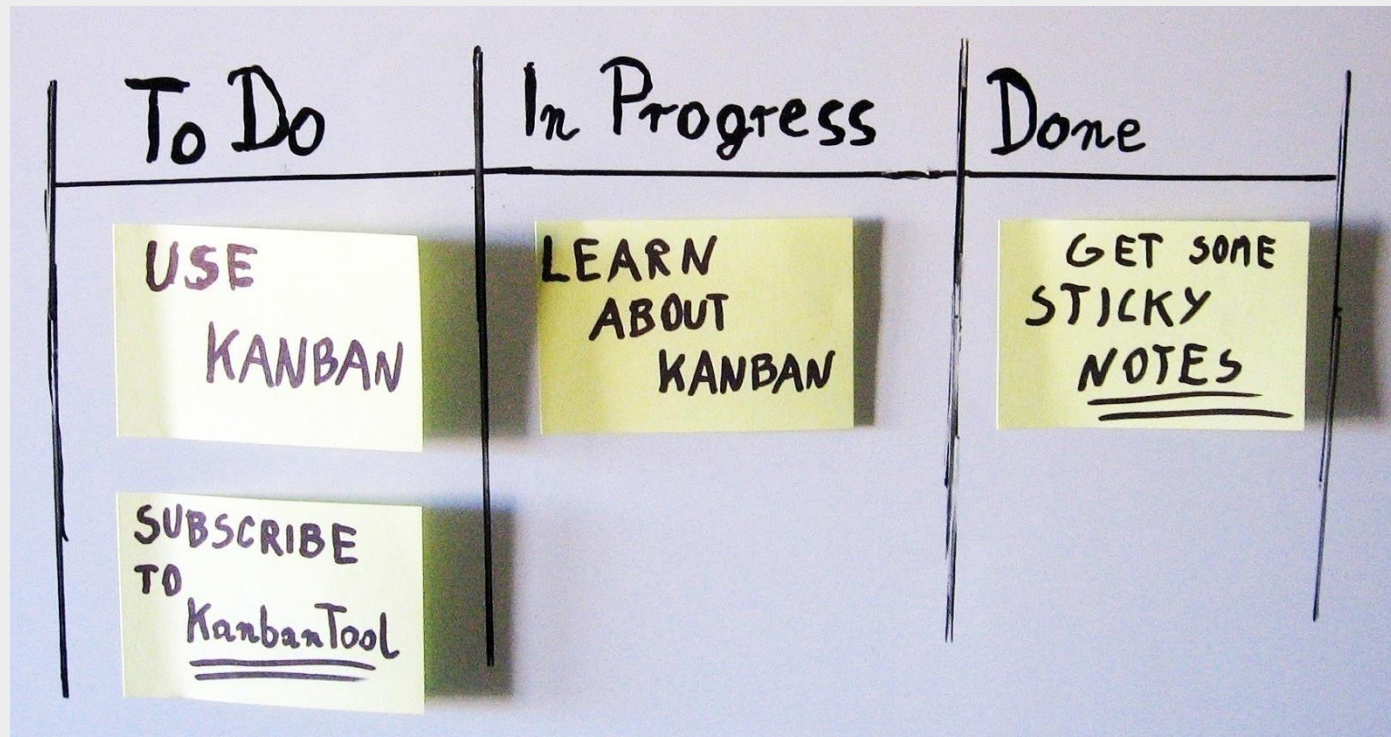 To Do
In Progress
Done
USE
KANBAN
SUBSCRIBE
TO
KanbanTool
LEARN
ABOUT
KANBAN
GET SOME
STICKY
NOTES